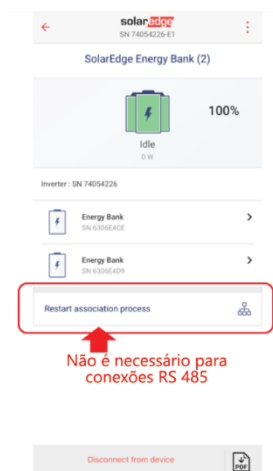 solaredge
SN 74054226-E1
SolarEdge Energy Bank (2)
100%
Idle
0 W
Inverter : SN 74054226
Energy Bank
SN 6306E4CE
Energy Bank
SN 6306E4D9
Restart association process
Não é necessário para
conexões RS 485
Disconnect from device
PDF